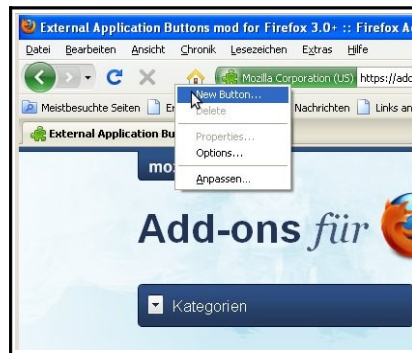 External Application Buttons mod for Firefox 3.0+ :: Firefox A
Datei Bearbeiten Ansicht Chronik Lesezeichen Extras Hilfe
Mozilla Corporation (US) https://add
Meistbesuchte Seiten Nachrichten Links an
External Application Bu
New Button...
Delete
Properties...
Options...
Anpassen...
Add-ons für
Kategorien